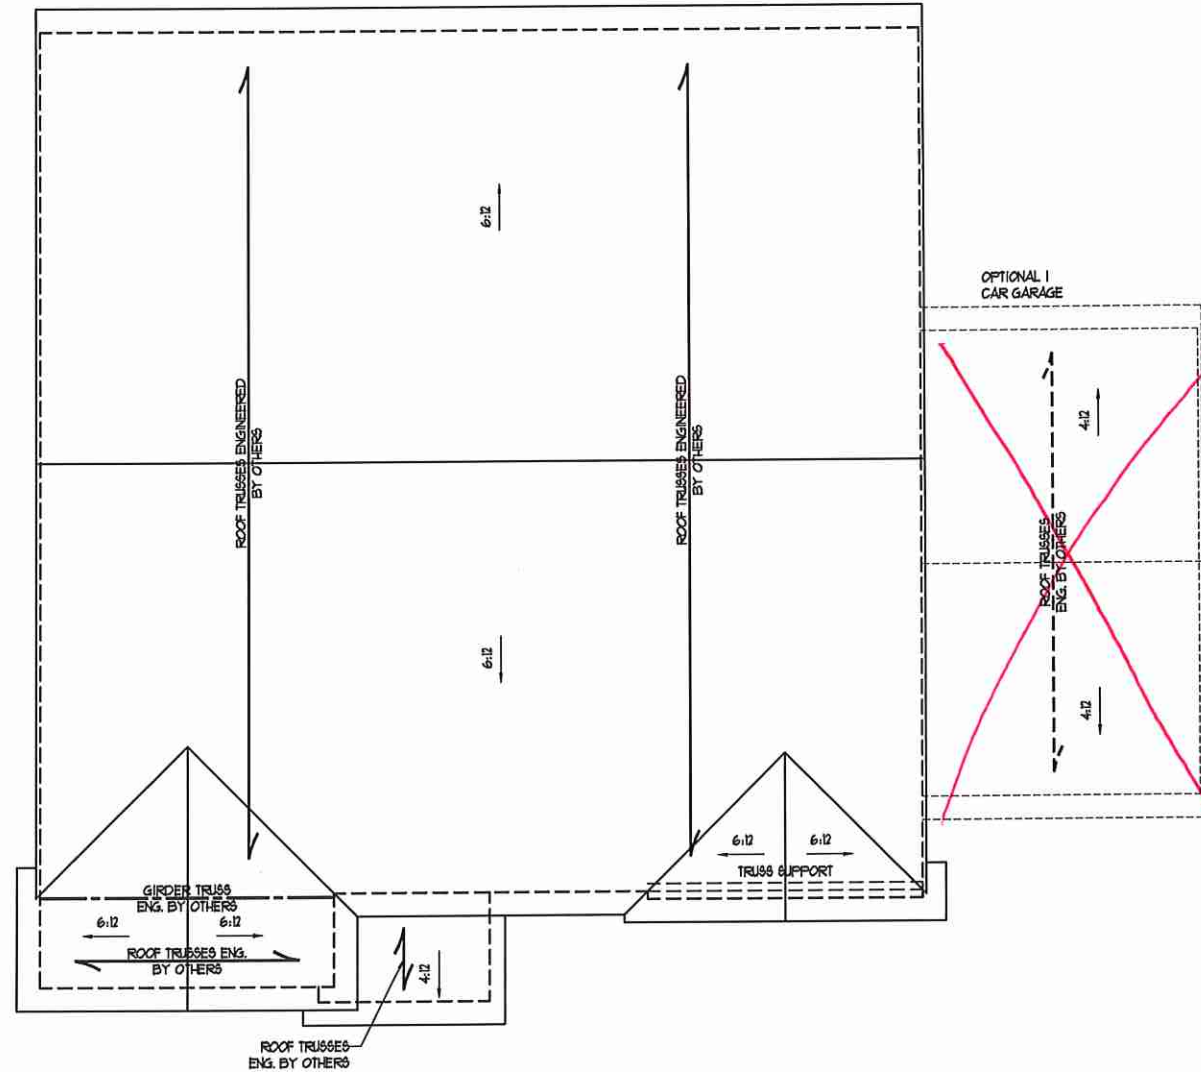 6:12
OPTIONAL 1
CAR GARAGE
ROOF TRUSSES ENGINEERED
BY OTHERS
ROOF TRUSSES ENGINEERED
BY OTHERS
4:12
ROOF TRUSSES
ENG. BY OTHERS
6:12
4:12
6:12
6:12
TRUSS SUPPORT
GIRDER TRUSS
ENG. BY OTHERS
6:12
6:12
ROOF TRUSSES ENG.
BY OTHERS
4:12
ROOF TRUSSES
ENG. BY OTHERS